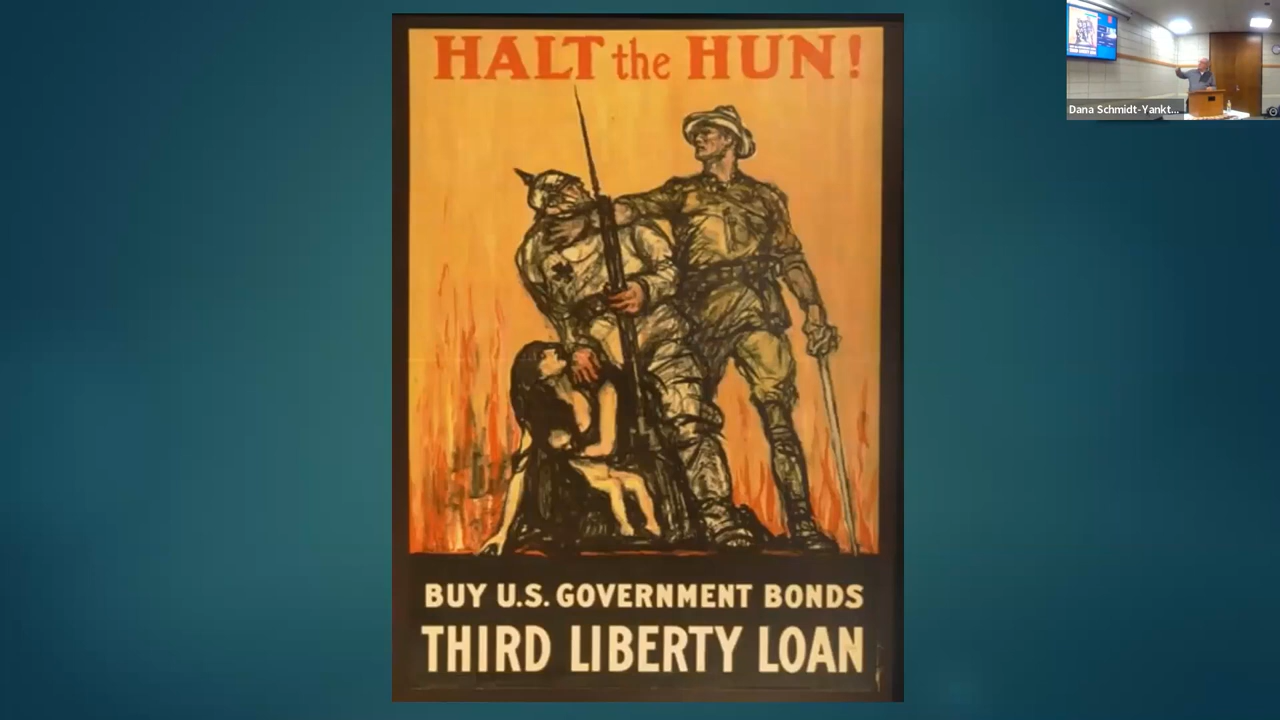 HALT the HUN!
Dana Schmidt-Yankt...
BUY U.S. GOVERNMENT BONDS
THIRD LIBERTY LOAN